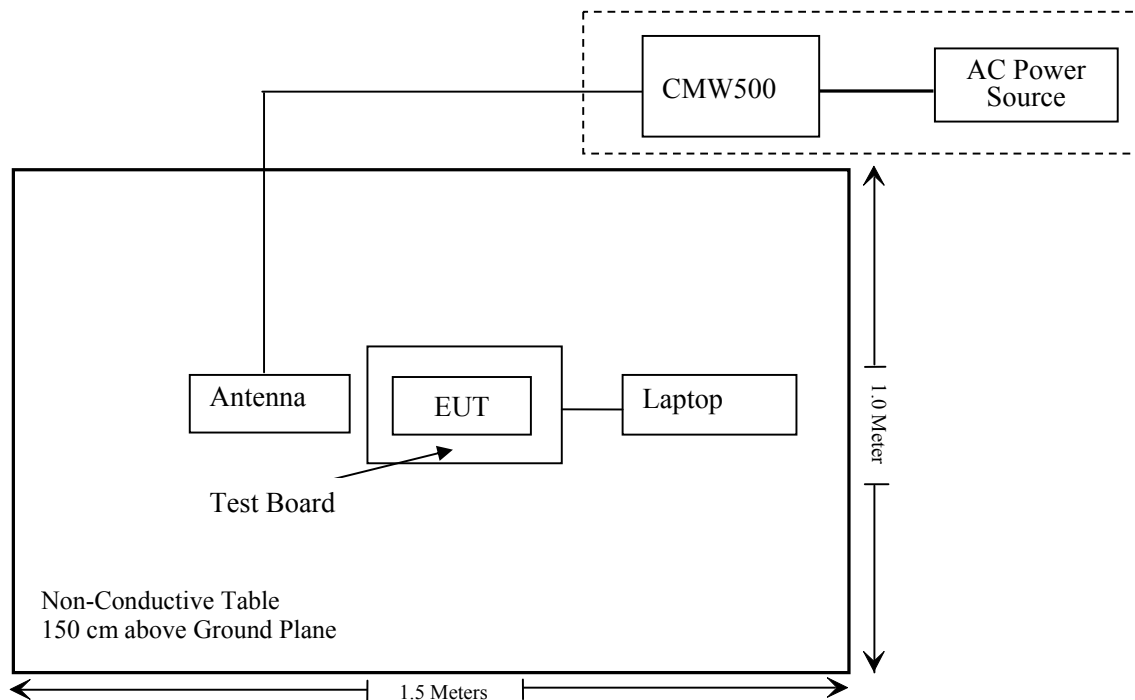 CMW500
AC Power
Source
Antenna
EUT
Laptop
Test Board
1.0 Meter
Non-Conductive Table
150 cm above Ground Plane
1.5 Meters